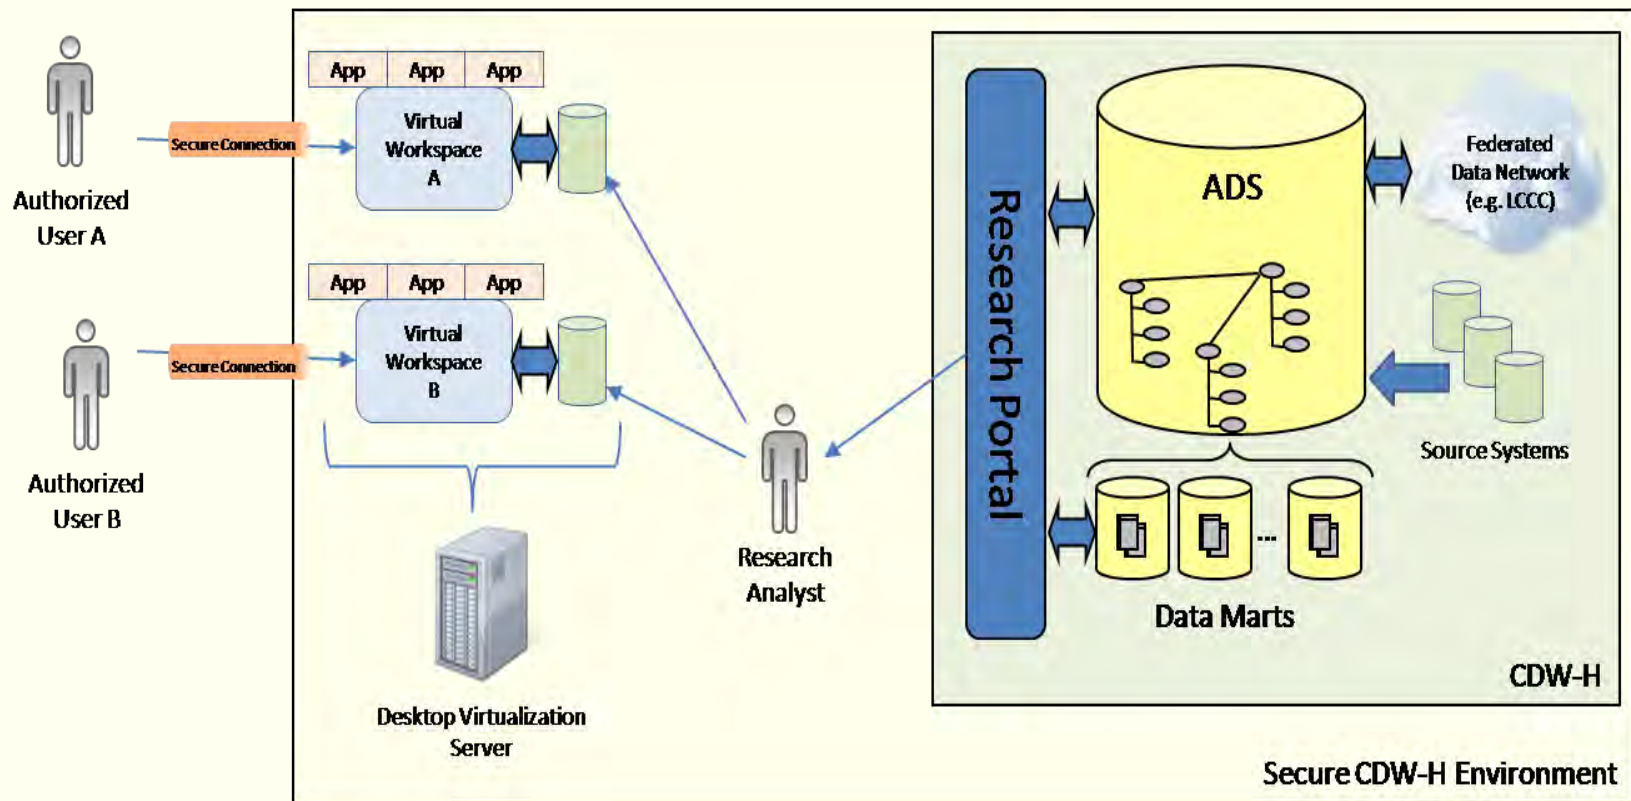 App App App
Virtual
Workspace
A
Secure Connection
Authorized
User A
App App App
Virtual
Workspace
B
Secure Connection
Authorized
User B
Desktop Virtualization
Server
Research
Analyst
Research Portal
ADS
Federated
Data Network
(e.g. LCCC)
Source Systems
...
Data Marts
CDW-H
Secure CDW-H Environment